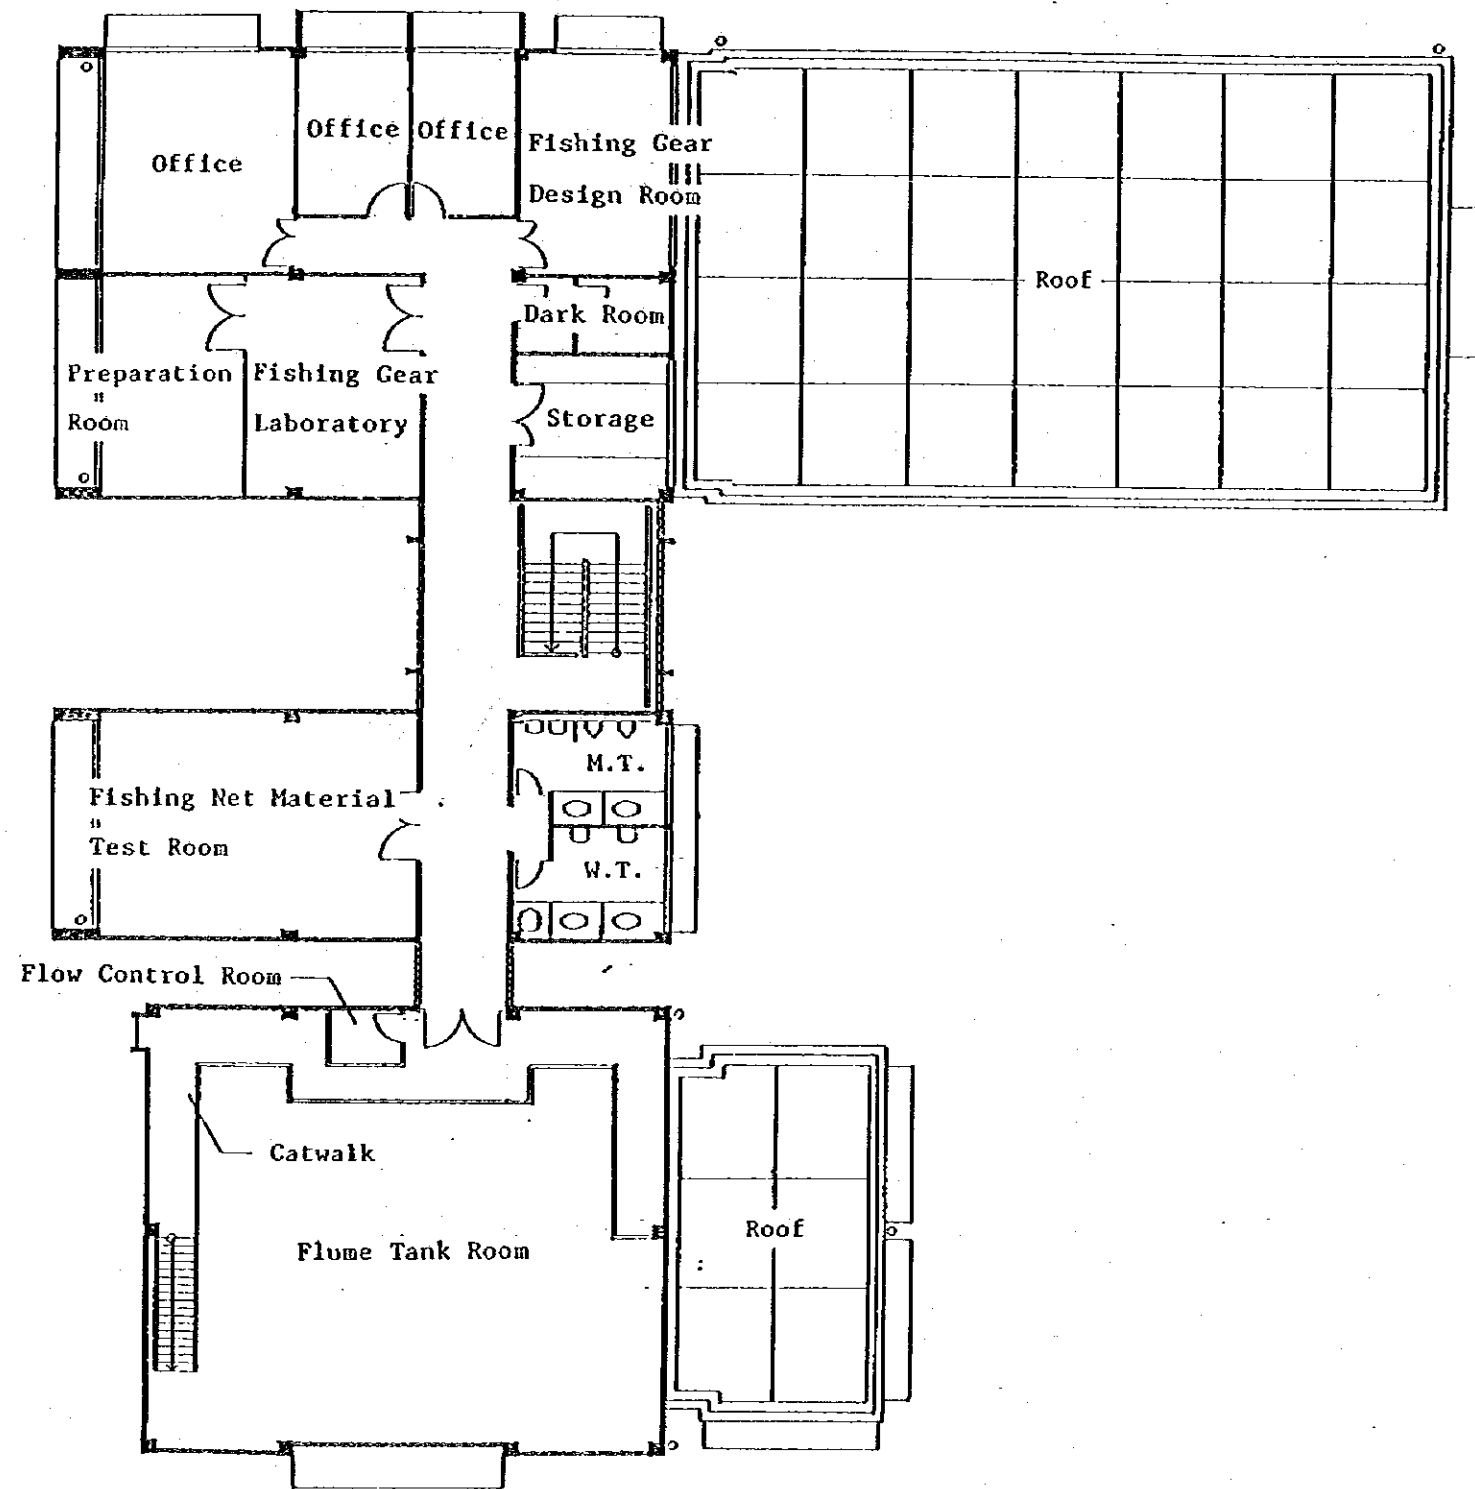 Office Office
Fishing Gear
Office
Design Room
Roof
Dark Room
Preparation
Room
Fishing Gear
Laboratory
Storage
M.T.
Fishing Net Material
Test Room
W.T.
Flow Control Room
Catwalk
Roof
Flume Tank Room